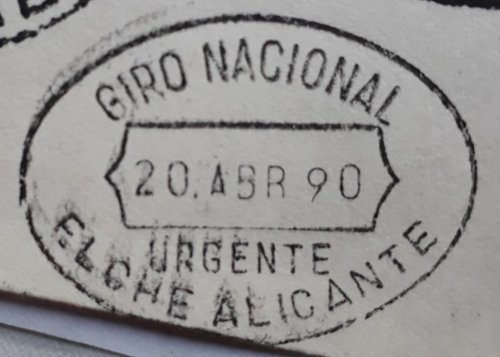 GIRO NACIONAL
20. ABR 90
URGENTE
ELCHE ALICANTE